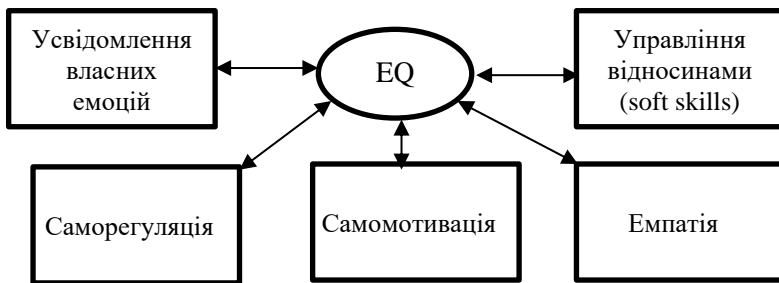 Усвідомлення
власних
емоцій
EQ
Управління
відносинами
(soft skills)
Саморегуляція
Самомотивація
Емпатія